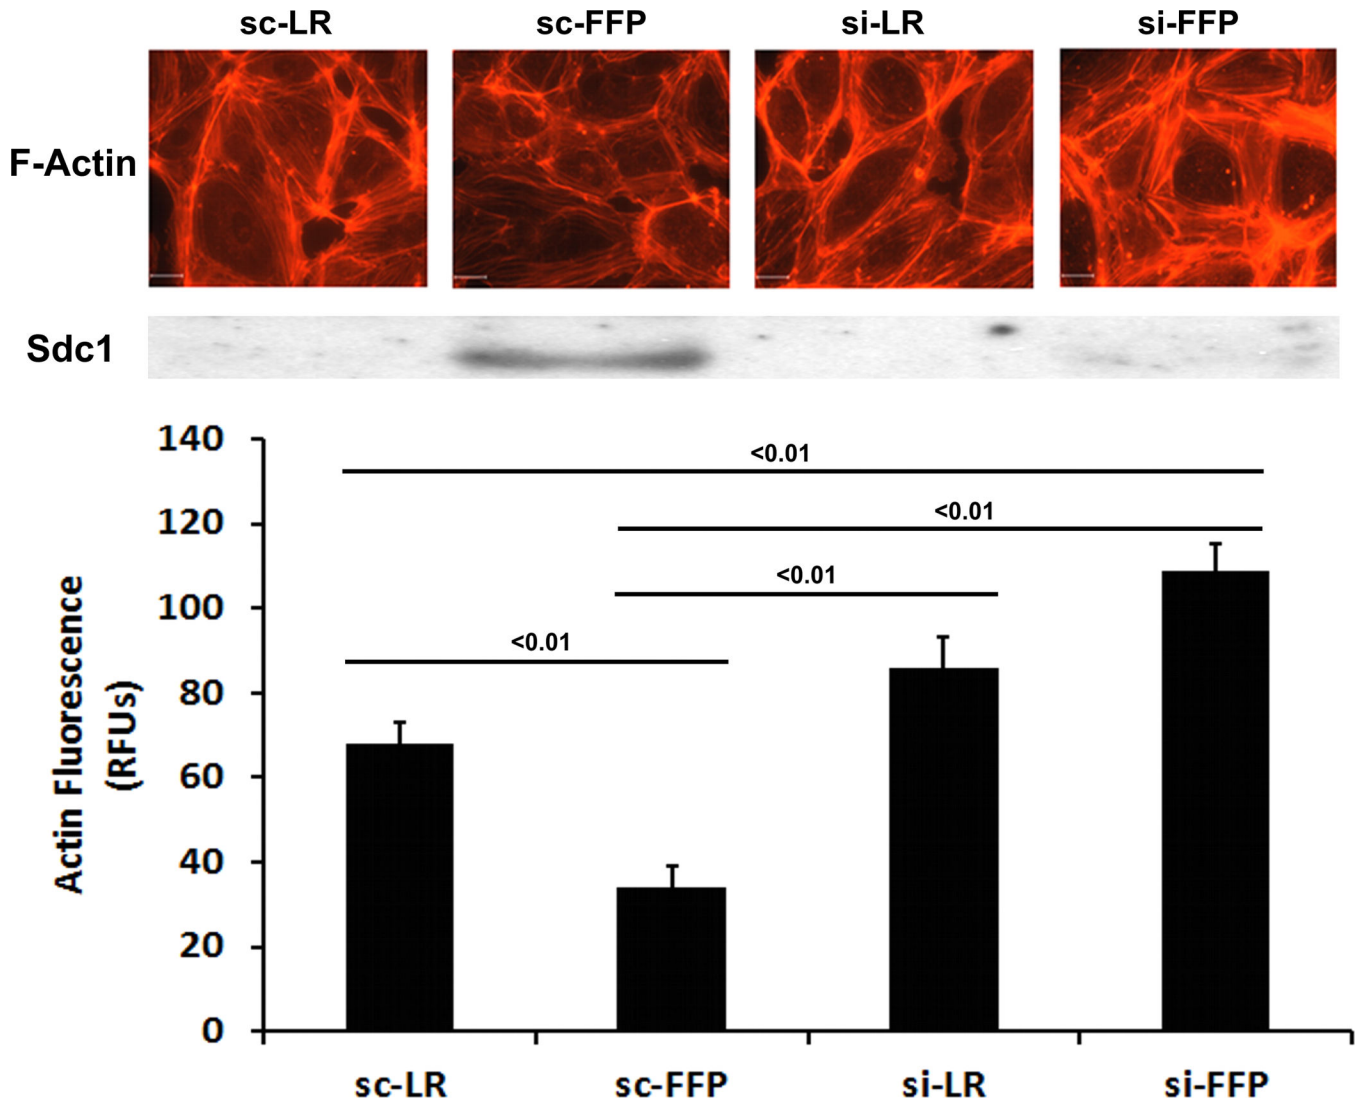 sc-LR sc-FFP si-LR si-FFP
F-Actin
Sdc1
140
120
100
80
60
40
20
0
Actin Fluorescence
(RFUs)
<0.01
<0.01
<0.01
<0.01
sc-LR sc-FFP si-LR si-FFP